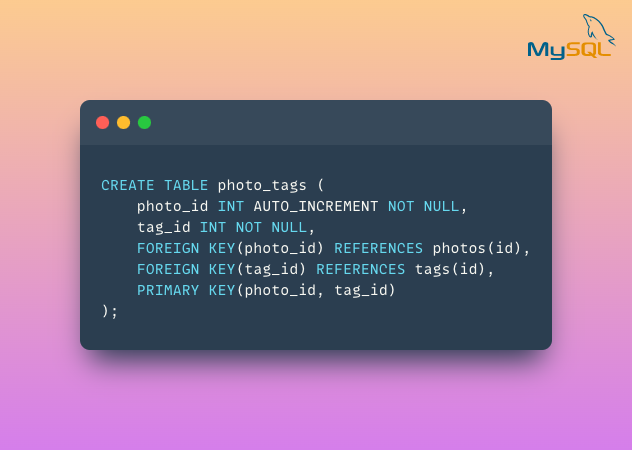 MySQL
CREATE TABLE photo_tags (
    photo_id INT AUTO_INCREMENT NOT NULL,
    tag_id INT NOT NULL,
    FOREIGN KEY(photo_id) REFERENCES photos(id),
    FOREIGN KEY(tag_id) REFERENCES tags(id),
    PRIMARY KEY(photo_id, tag_id)
);